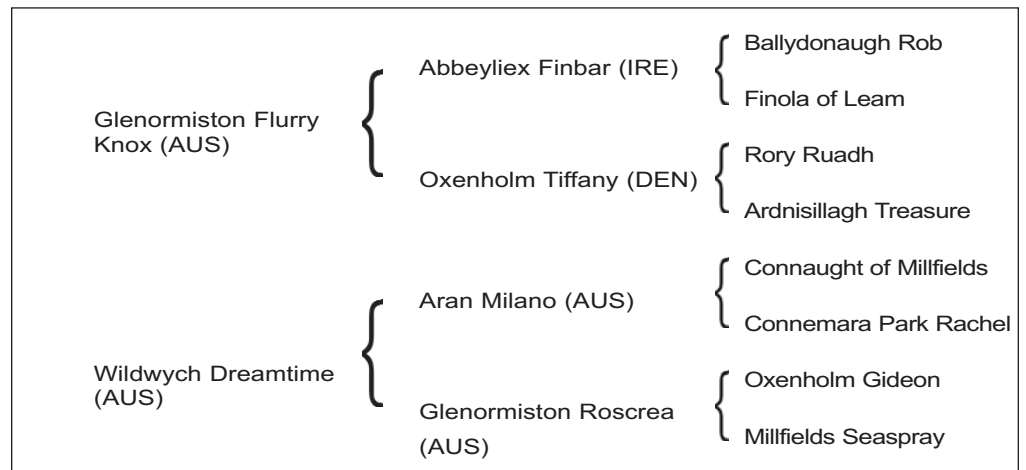 Ballydonaugh Rob
Abbeyliex Finbar (IRE)
Finola of Leam
Glenormiston Flurry
Knox (AUS)
Rory Ruadh
Oxenholm Tiffany (DEN)
Ardnisillagh Treasure
Connaught of Millfields
Aran Milano (AUS)
Connemara Park Rachel
Wildwych Dreamtime
(AUS)
Oxenholm Gideon
Glenormiston Roscrea
(AUS)
Millfields Seaspray